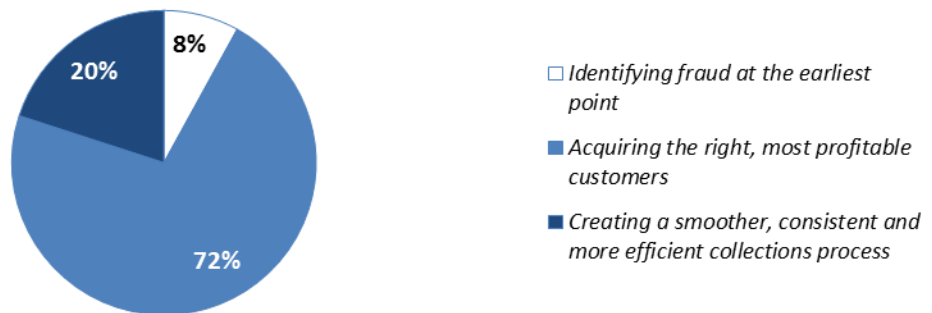 8%
20%
72%
Identifying fraud at the earliest
point
Acquiring the right, most profitable
customers
Creating a smoother, consistent and
more efficient collections process